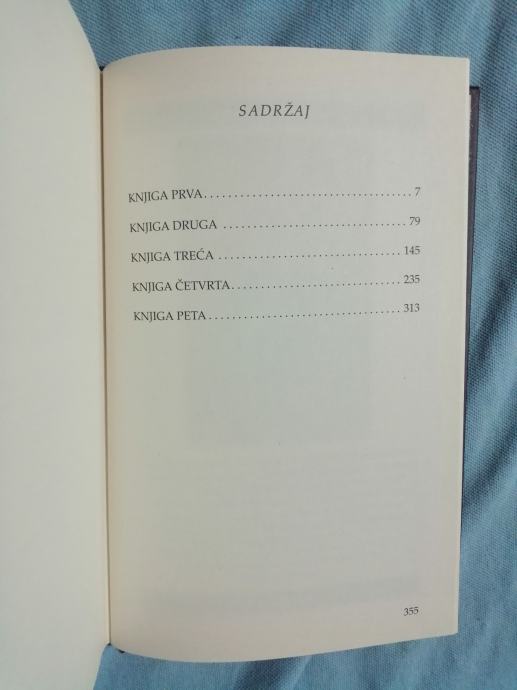 SADRŽAJ
KNJIGA PRVA. . . . . . . . . . . . . . . . . . . . . . . . . . . . . . . . . . . 7
KNJIGA DRUGA . . . . . . . . . . . . . . . . . . . . . . . . . . . . . . . 79
KNJIGA TREĆA . . . . . . . . . . . . . . . . . . . . . . . . . . . . . . . 145
KNJIGA ČETVRTA. . . . . . . . . . . . . . . . . . . . . . . . . . . . . 235
KNJIGA PETA . . . . . . . . . . . . . . . . . . . . . . . . . . . . . . . . 313
355